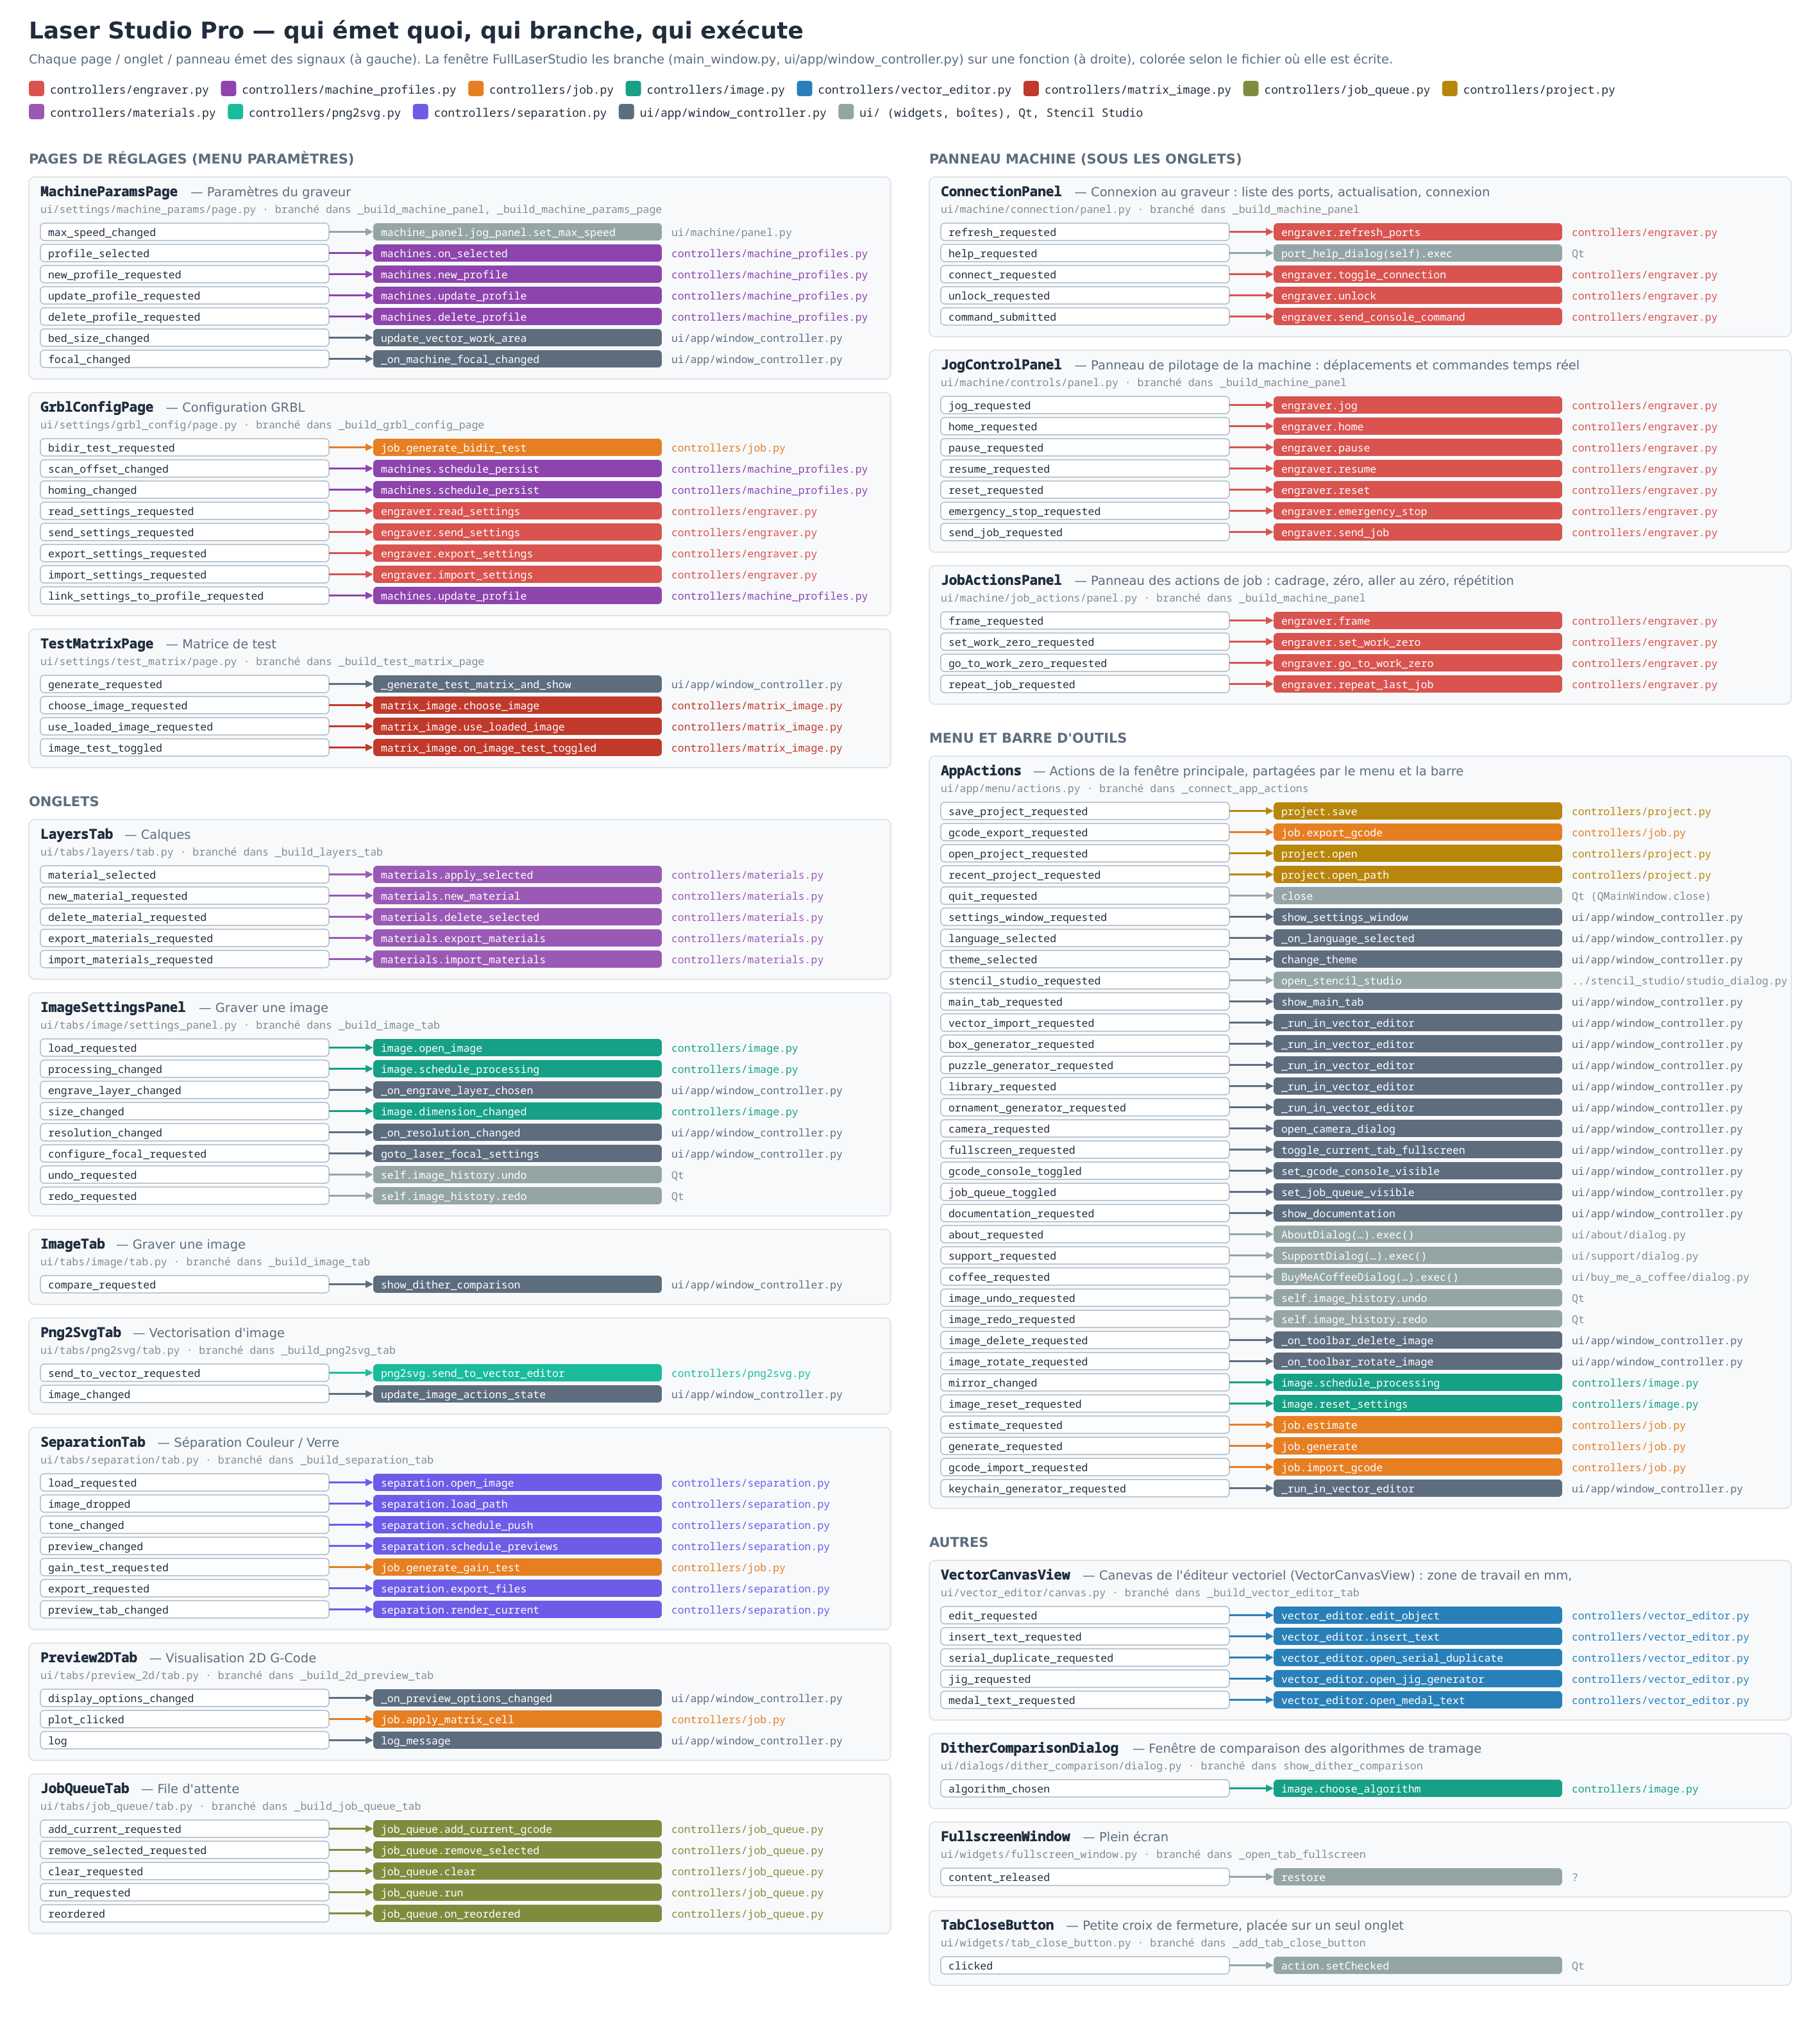 Laser Studio Pro — qui émet quoi, qui branche, qui exécute
Chaque page / onglet / panneau émet des signaux (à gauche). La fenêtre FullLaserStudio les branche (main_window.py, ui/app/window_controller.py) sur une fonction (à droite), colorée selon le fichier où elle est écrite.
controllers/engraver.py controllers/machine_profiles.py controllers/job.py controllers/image.py controllers/vector_editor.py controllers/matrix_image.py controllers/job_queue.py controllers/project.py
controllers/materials.py controllers/png2svg.py controllers/separation.py ui/app/window_controller.py ui/ (widgets, boîtes), Qt, Stencil Studio
PAGES DE RÉGLAGES (MENU PARAMÈTRES)
MachineParamsPage — Paramètres du graveur
ui/settings/machine_params/page.py · branché dans _build_machine_panel, _build_machine_params_page
max_speed_changed machine_panel.jog_panel.set_max_speed ui/machine/panel.py
profile_selected machines.on_selected controllers/machine_profiles.py
new_profile_requested machines.new_profile controllers/machine_profiles.py
update_profile_requested machines.update_profile controllers/machine_profiles.py
delete_profile_requested machines.delete_profile controllers/machine_profiles.py
bed_size_changed update_vector_work_area ui/app/window_controller.py
focal_changed _on_machine_focal_changed ui/app/window_controller.py
GrblConfigPage — Configuration GRBL
ui/settings/grbl_config/page.py · branché dans _build_grbl_config_page
bidir_test_requested job.generate_bidir_test controllers/job.py
scan_offset_changed machines.schedule_persist controllers/machine_profiles.py
homing_changed machines.schedule_persist controllers/machine_profiles.py
read_settings_requested engraver.read_settings controllers/engraver.py
send_settings_requested engraver.send_settings controllers/engraver.py
export_settings_requested engraver.export_settings controllers/engraver.py
import_settings_requested engraver.import_settings controllers/engraver.py
link_settings_to_profile_requested machines.update_profile controllers/machine_profiles.py
TestMatrixPage — Matrice de test
ui/settings/test_matrix/page.py · branché dans _build_test_matrix_page
generate_requested _generate_test_matrix_and_show ui/app/window_controller.py
choose_image_requested matrix_image.choose_image controllers/matrix_image.py
use_loaded_image_requested matrix_image.use_loaded_image controllers/matrix_image.py
image_test_toggled matrix_image.on_image_test_toggled controllers/matrix_image.py
ONGLETS
LayersTab — Calques
ui/tabs/layers/tab.py · branché dans _build_layers_tab
material_selected materials.apply_selected controllers/materials.py
new_material_requested materials.new_material controllers/materials.py
delete_material_requested materials.delete_selected controllers/materials.py
export_materials_requested materials.export_materials controllers/materials.py
import_materials_requested materials.import_materials controllers/materials.py
ImageSettingsPanel — Graver une image
ui/tabs/image/settings_panel.py · branché dans _build_image_tab
load_requested image.open_image controllers/image.py
processing_changed image.schedule_processing controllers/image.py
engrave_layer_changed _on_engrave_layer_chosen ui/app/window_controller.py
size_changed image.dimension_changed controllers/image.py
resolution_changed _on_resolution_changed ui/app/window_controller.py
configure_focal_requested goto_laser_focal_settings ui/app/window_controller.py
undo_requested self.image_history.undo Qt
redo_requested self.image_history.redo Qt
ImageTab — Graver une image
ui/tabs/image/tab.py · branché dans _build_image_tab
compare_requested show_dither_comparison ui/app/window_controller.py
Png2SvgTab — Vectorisation d'image
ui/tabs/png2svg/tab.py · branché dans _build_png2svg_tab
send_to_vector_requested png2svg.send_to_vector_editor controllers/png2svg.py
image_changed update_image_actions_state ui/app/window_controller.py
SeparationTab — Séparation Couleur / Verre
ui/tabs/separation/tab.py · branché dans _build_separation_tab
load_requested separation.open_image controllers/separation.py
image_dropped separation.load_path controllers/separation.py
tone_changed separation.schedule_push controllers/separation.py
preview_changed separation.schedule_previews controllers/separation.py
gain_test_requested job.generate_gain_test controllers/job.py
export_requested separation.export_files controllers/separation.py
preview_tab_changed separation.render_current controllers/separation.py
Preview2DTab — Visualisation 2D G-Code
ui/tabs/preview_2d/tab.py · branché dans _build_2d_preview_tab
display_options_changed _on_preview_options_changed ui/app/window_controller.py
plot_clicked job.apply_matrix_cell controllers/job.py
log log_message ui/app/window_controller.py
JobQueueTab — File d'attente
ui/tabs/job_queue/tab.py · branché dans _build_job_queue_tab
add_current_requested job_queue.add_current_gcode controllers/job_queue.py
remove_selected_requested job_queue.remove_selected controllers/job_queue.py
clear_requested job_queue.clear controllers/job_queue.py
run_requested job_queue.run controllers/job_queue.py
reordered job_queue.on_reordered controllers/job_queue.py
PANNEAU MACHINE (SOUS LES ONGLETS)
ConnectionPanel — Connexion au graveur : liste des ports, actualisation, connexion
ui/machine/connection/panel.py · branché dans _build_machine_panel
refresh_requested engraver.refresh_ports controllers/engraver.py
help_requested port_help_dialog(self).exec Qt
connect_requested engraver.toggle_connection controllers/engraver.py
unlock_requested engraver.unlock controllers/engraver.py
command_submitted engraver.send_console_command controllers/engraver.py
JogControlPanel — Panneau de pilotage de la machine : déplacements et commandes temps réel
ui/machine/controls/panel.py · branché dans _build_machine_panel
jog_requested engraver.jog controllers/engraver.py
home_requested engraver.home controllers/engraver.py
pause_requested engraver.pause controllers/engraver.py
resume_requested engraver.resume controllers/engraver.py
reset_requested engraver.reset controllers/engraver.py
emergency_stop_requested engraver.emergency_stop controllers/engraver.py
send_job_requested engraver.send_job controllers/engraver.py
JobActionsPanel — Panneau des actions de job : cadrage, zéro, aller au zéro, répétition
ui/machine/job_actions/panel.py · branché dans _build_machine_panel
frame_requested engraver.frame controllers/engraver.py
set_work_zero_requested engraver.set_work_zero controllers/engraver.py
go_to_work_zero_requested engraver.go_to_work_zero controllers/engraver.py
repeat_job_requested engraver.repeat_last_job controllers/engraver.py
MENU ET BARRE D'OUTILS
AppActions — Actions de la fenêtre principale, partagées par le menu et la barre
ui/app/menu/actions.py · branché dans _connect_app_actions
save_project_requested project.save controllers/project.py
gcode_export_requested job.export_gcode controllers/job.py
open_project_requested project.open controllers/project.py
recent_project_requested project.open_path controllers/project.py
quit_requested close Qt (QMainWindow.close)
settings_window_requested show_settings_window ui/app/window_controller.py
language_selected _on_language_selected ui/app/window_controller.py
theme_selected change_theme ui/app/window_controller.py
stencil_studio_requested open_stencil_studio ../stencil_studio/studio_dialog.py
main_tab_requested show_main_tab ui/app/window_controller.py
vector_import_requested _run_in_vector_editor ui/app/window_controller.py
box_generator_requested _run_in_vector_editor ui/app/window_controller.py
puzzle_generator_requested _run_in_vector_editor ui/app/window_controller.py
library_requested _run_in_vector_editor ui/app/window_controller.py
ornament_generator_requested _run_in_vector_editor ui/app/window_controller.py
camera_requested open_camera_dialog ui/app/window_controller.py
fullscreen_requested toggle_current_tab_fullscreen ui/app/window_controller.py
gcode_console_toggled set_gcode_console_visible ui/app/window_controller.py
job_queue_toggled set_job_queue_visible ui/app/window_controller.py
documentation_requested show_documentation ui/app/window_controller.py
about_requested AboutDialog(…).exec() ui/about/dialog.py
support_requested SupportDialog(…).exec() ui/support/dialog.py
coffee_requested BuyMeACoffeeDialog(…).exec() ui/buy_me_a_coffee/dialog.py
image_undo_requested self.image_history.undo Qt
image_redo_requested self.image_history.redo Qt
image_delete_requested _on_toolbar_delete_image ui/app/window_controller.py
image_rotate_requested _on_toolbar_rotate_image ui/app/window_controller.py
mirror_changed image.schedule_processing controllers/image.py
image_reset_requested image.reset_settings controllers/image.py
estimate_requested job.estimate controllers/job.py
generate_requested job.generate controllers/job.py
gcode_import_requested job.import_gcode controllers/job.py
keychain_generator_requested _run_in_vector_editor ui/app/window_controller.py
AUTRES
VectorCanvasView — Canevas de l'éditeur vectoriel (VectorCanvasView) : zone de travail en mm,
ui/vector_editor/canvas.py · branché dans _build_vector_editor_tab
edit_requested vector_editor.edit_object controllers/vector_editor.py
insert_text_requested vector_editor.insert_text controllers/vector_editor.py
serial_duplicate_requested vector_editor.open_serial_duplicate controllers/vector_editor.py
jig_requested vector_editor.open_jig_generator controllers/vector_editor.py
medal_text_requested vector_editor.open_medal_text controllers/vector_editor.py
DitherComparisonDialog — Fenêtre de comparaison des algorithmes de tramage
ui/dialogs/dither_comparison/dialog.py · branché dans show_dither_comparison
algorithm_chosen image.choose_algorithm controllers/image.py
FullscreenWindow — Plein écran
ui/widgets/fullscreen_window.py · branché dans _open_tab_fullscreen
content_released restore ?
TabCloseButton — Petite croix de fermeture, placée sur un seul onglet
ui/widgets/tab_close_button.py · branché dans _add_tab_close_button
clicked action.setChecked Qt